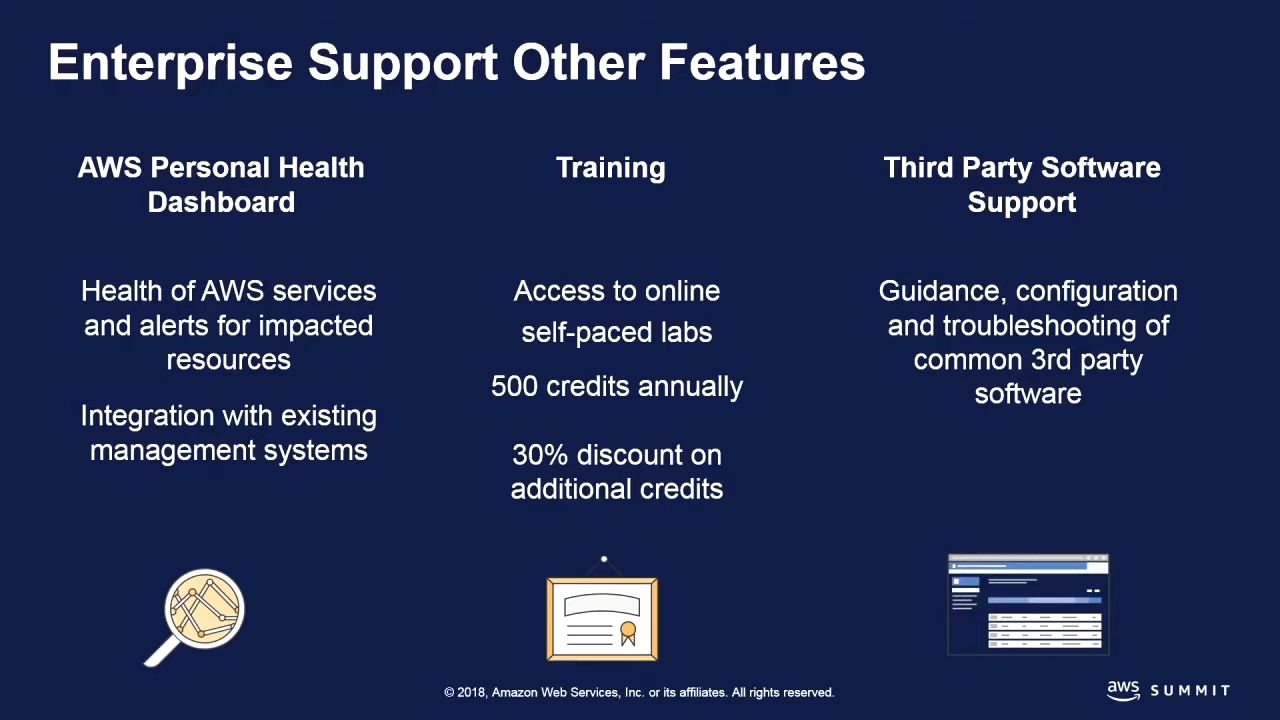 Enterprise Support Other Features
AWS Personal Health
Dashboard
Health of AWS services
and alerts for impacted
resources
Integration with existing
management systems
Training
Access to online
self-paced labs
500 credits annually
30% discount on
additional credits
Third Party Software
Support
Guidance, configuration
and troubleshooting of
common 3rd party
software
© 2018, Amazon Web Services, Inc. or its affiliates. All rights reserved.
aws SUMMIT